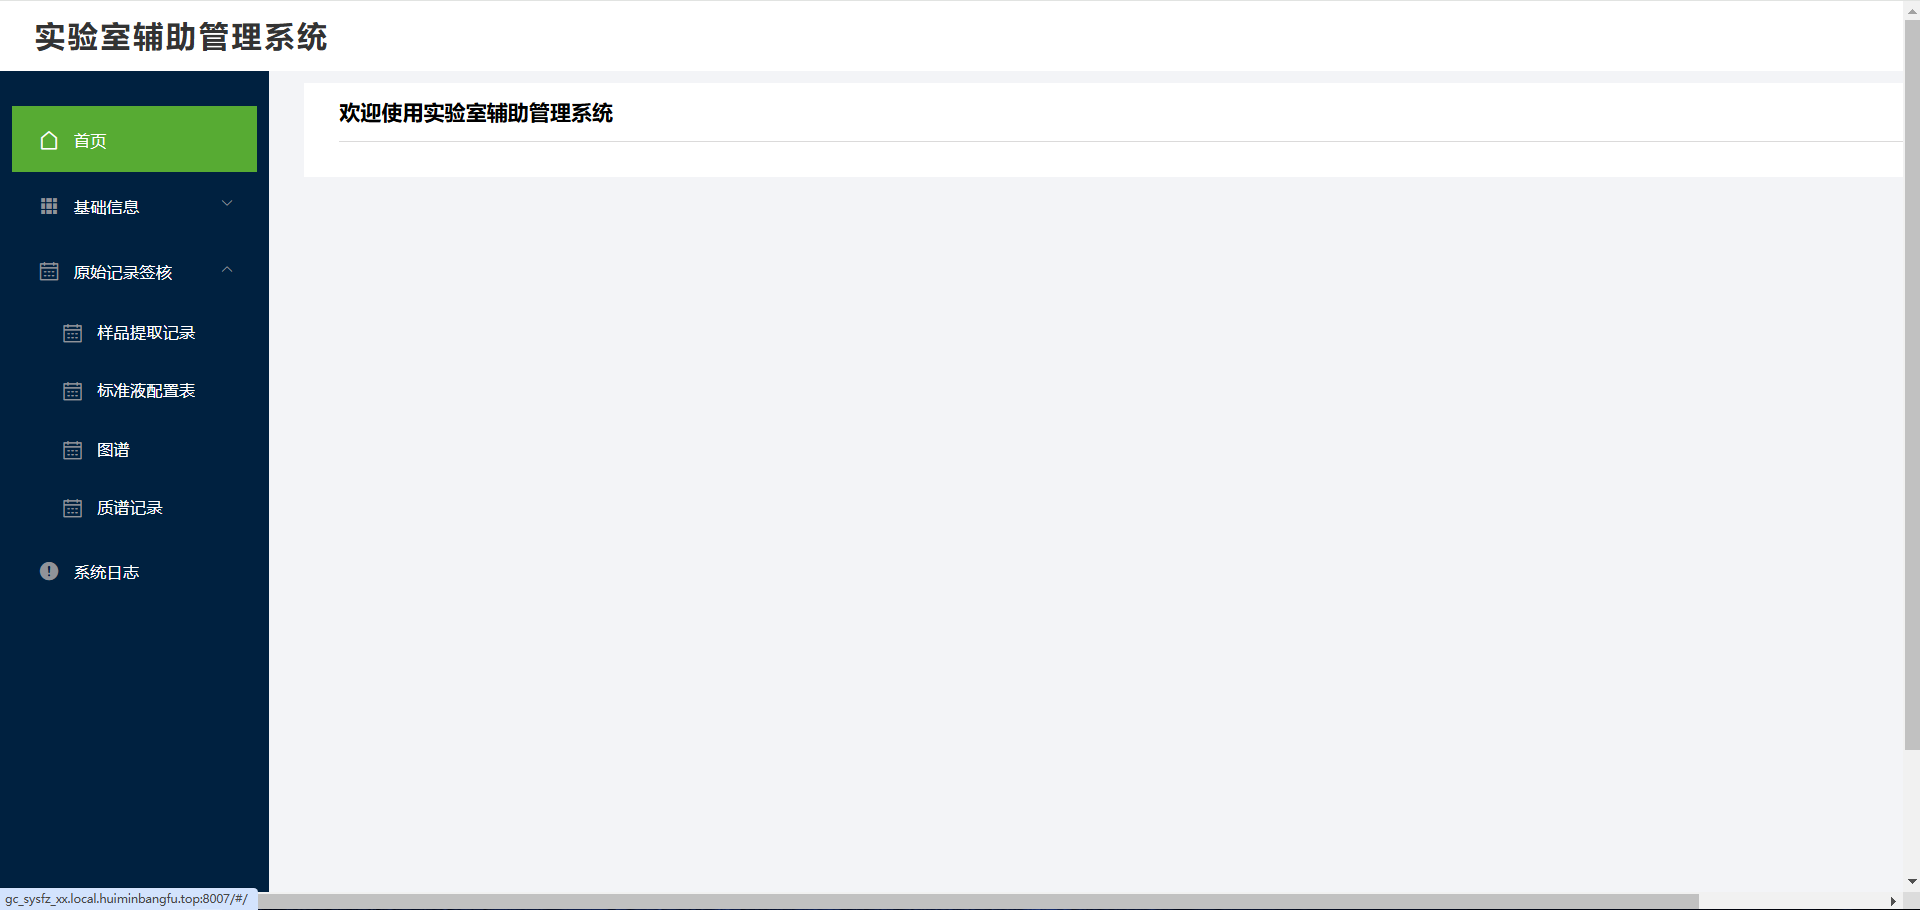 实验室辅助管理系统
欢迎使用实验室辅助管理系统
首页
基础信息
原始记录签核
样品提取记录
标准液配置表
图谱
质谱记录
系统日志
gc_sysfz_xx.local.huiminbangfu.top:8007/#/